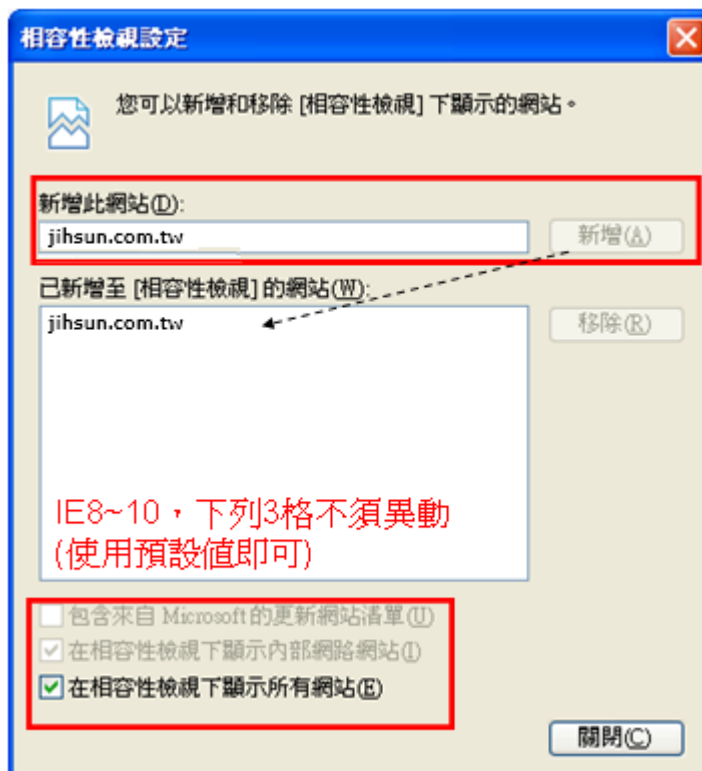 相容性檢視設定
您可以新增和移除 [相容性檢視] 下顯示的網站。
新增此網站(D):
jihsun.com.tw
新增(A)
已新增至 [相容性檢視] 的網站(W):
jihsun.com.tw
移除(R)
IE8~10，下列3格不須異動
(使用預設值即可)
包含來自 Microsoft 的更新網站清單(U)
在相容性檢視下顯示內部網路網站(I)
在相容性檢視下顯示所有網站(E)
關閉(C)